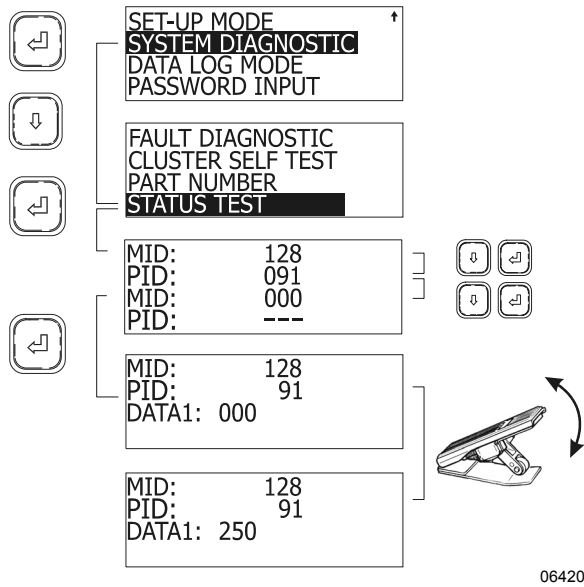 SET-UP MODE
SYSTEM DIAGNOSTIC
DATA LOG MODE
PASSWORD INPUT
FAULT DIAGNOSTIC
CLUSTER SELF TEST
PART NUMBER
STATUS TEST
MID: 128
PID: 091
MID: 000
PID: ---
MID: 128
PID: 91
DATA1: 000
MID: 128
PID: 91
DATA1: 250
06420